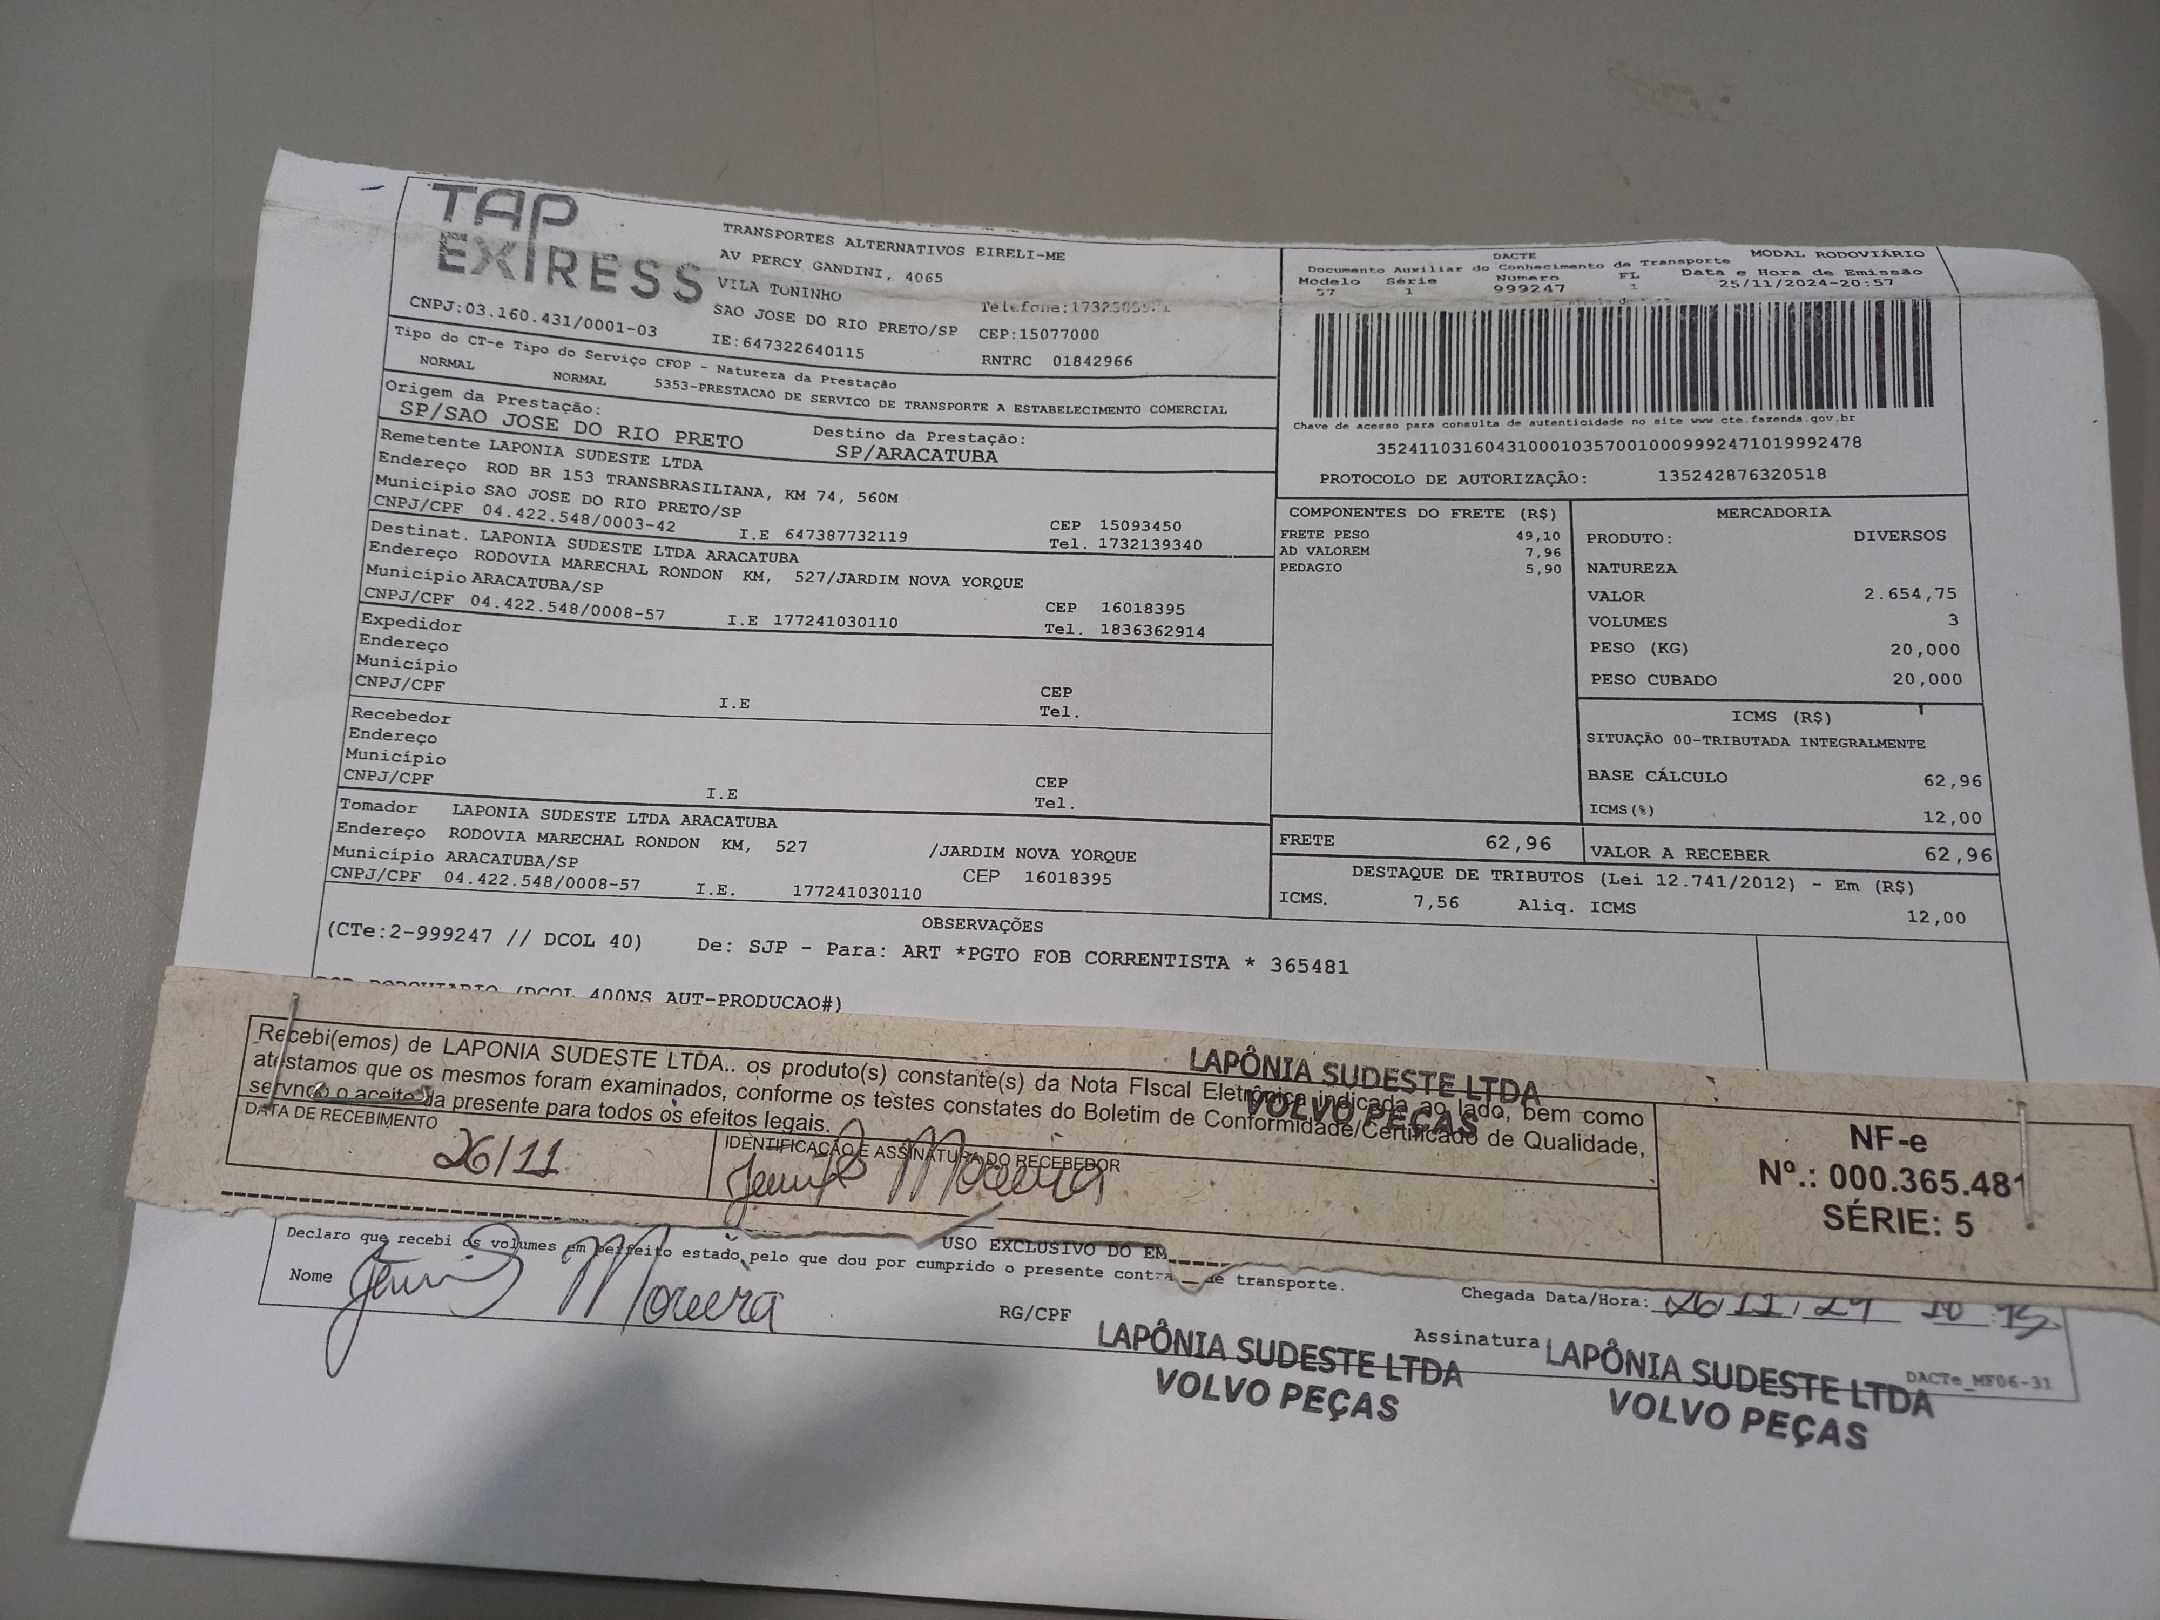 TAP
EXIRESS
CNPJ:03.160.431/0001-03
TRANSPORTES ALTERNATIVOS EIRELI-ME
AV PERCY GANDINI, 4065
VILA TONINHO
SAO JOSE DO RIO PRETO/SP
CEP:15077000
IE:647322640115
RNTRC 01842966
DACTE
MODAL RODOVIÁRIO
Documento Auxiliar do Conhecimento de Transporte
Modelo Série Número FL Data e Hora de Emissão
57 1 999247 1 25/11/2024-20:57
Chave de acesso para consulta de autenticidade no site www.cte.fazenda.gov.br
35241103160431000103570010009992471019992478
PROTOCOLO DE AUTORIZAÇÃO: 135242876320518
Tipo do CT-e Tipo do Serviço CFOP - Natureza da Prestação
NORMAL NORMAL 5353-PRESTACAO DE SERVICO DE TRANSPORTE A ESTABELECIMENTO COMERCIAL
Origem da Prestação: Destino da Prestação:
SP/SAO JOSE DO RIO PRETO SP/ARACATUBA
Remetente LAPONIA SUDESTE LTDA
Endereço ROD BR 153 TRANSBRASILIANA, KM 74, 560M
Município SAO JOSE DO RIO PRETO/SP CEP 15093450
CNPJ/CPF 04.422.548/0003-42 I.E 647387732119 Tel. 1732139340
Destinat. LAPONIA SUDESTE LTDA ARACATUBA
Endereço RODOVIA MARECHAL RONDON KM, 527/JARDIM NOVA YORQUE
Município ARACATUBA/SP CEP 16018395
CNPJ/CPF 04.422.548/0008-57 I.E 177241030110 Tel. 1836362914
Expedidor
Endereço
Município CEP
CNPJ/CPF I.E Tel.
Recebedor
Endereço
Município CEP
CNPJ/CPF I.E Tel.
Tomador LAPONIA SUDESTE LTDA ARACATUBA
Endereço RODOVIA MARECHAL RONDON KM, 527 /JARDIM NOVA YORQUE
Município ARACATUBA/SP CEP 16018395
CNPJ/CPF 04.422.548/0008-57 I.E. 177241030110
COMPONENTES DO FRETE (R$)
FRETE PESO 49,10
AD VALOREM 7,96
PEDAGIO 5,90
MERCADORIA
PRODUTO: DIVERSOS
NATUREZA
VALOR 2.654,75
VOLUMES 3
PESO (KG) 20,000
PESO CUBADO 20,000
ICMS (R$)
SITUAÇÃO 00-TRIBUTADA INTEGRALMENTE
BASE CÁLCULO 62,96
ICMS(%) 12,00
FRETE 62,96
VALOR A RECEBER 62,96
DESTAQUE DE TRIBUTOS (Lei 12.741/2012) - Em (R$)
ICMS. 7,56 Aliq. ICMS 12,00
OBSERVAÇÕES
(CTe:2-999247 // DCOL 40) De: SJP - Para: ART *PGTO FOB CORRENTISTA * 365481
RODOVIARIO (DCOL 400NS AUT-PRODUCAO#)
Recebi(emos) de LAPONIA SUDESTE LTDA.. os produto(s) constante(s) da Nota FIscal Eletrônica indicada ao lado, bem como
atestamos que os mesmos foram examinados, conforme os testes constates do Boletim de Conformidade/Certificado de Qualidade,
servndo o aceite da presente para todos os efeitos legais.
LAPÔNIA SUDESTE LTDA
VOLVO PEÇAS
DATA DE RECEBIMENTO
26/11
IDENTIFICAÇÃO E ASSINATURA DO RECEBEDOR
Moreira
NF-e
Nº.: 000.365.481
SÉRIE: 5
USO EXCLUSIVO DO EM
Declaro que recebi os volumes em perfeito estado pelo que dou por cumprido o presente contra de transporte.
Nome Moreira
RG/CPF
Chegada Data/Hora: 26/11/24 10 15
Assinatura
LAPÔNIA SUDESTE LTDA
VOLVO PEÇAS
LAPÔNIA SUDESTE LTDA
VOLVO PEÇAS
DACTe_MF06-31